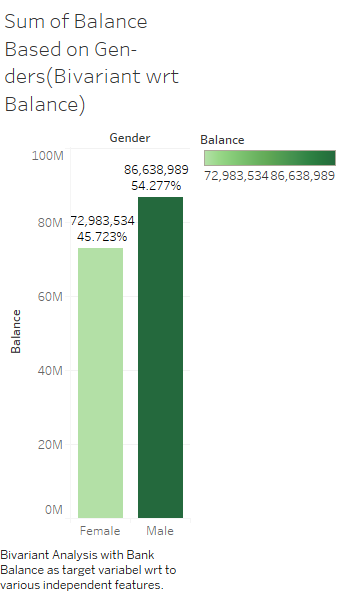 Sum of Balance
Based on Gen-
ders(Bivariant wrt
Balance)
Gender
Balance
72,983,534 86,638,989
100M
80M
60M
40M
20M
0M
Balance
86,638,989
54.277%
72,983,534
45.723%
Female Male
Bivariant Analysis with Bank
Balance as target variabel wrt to
various independent features.